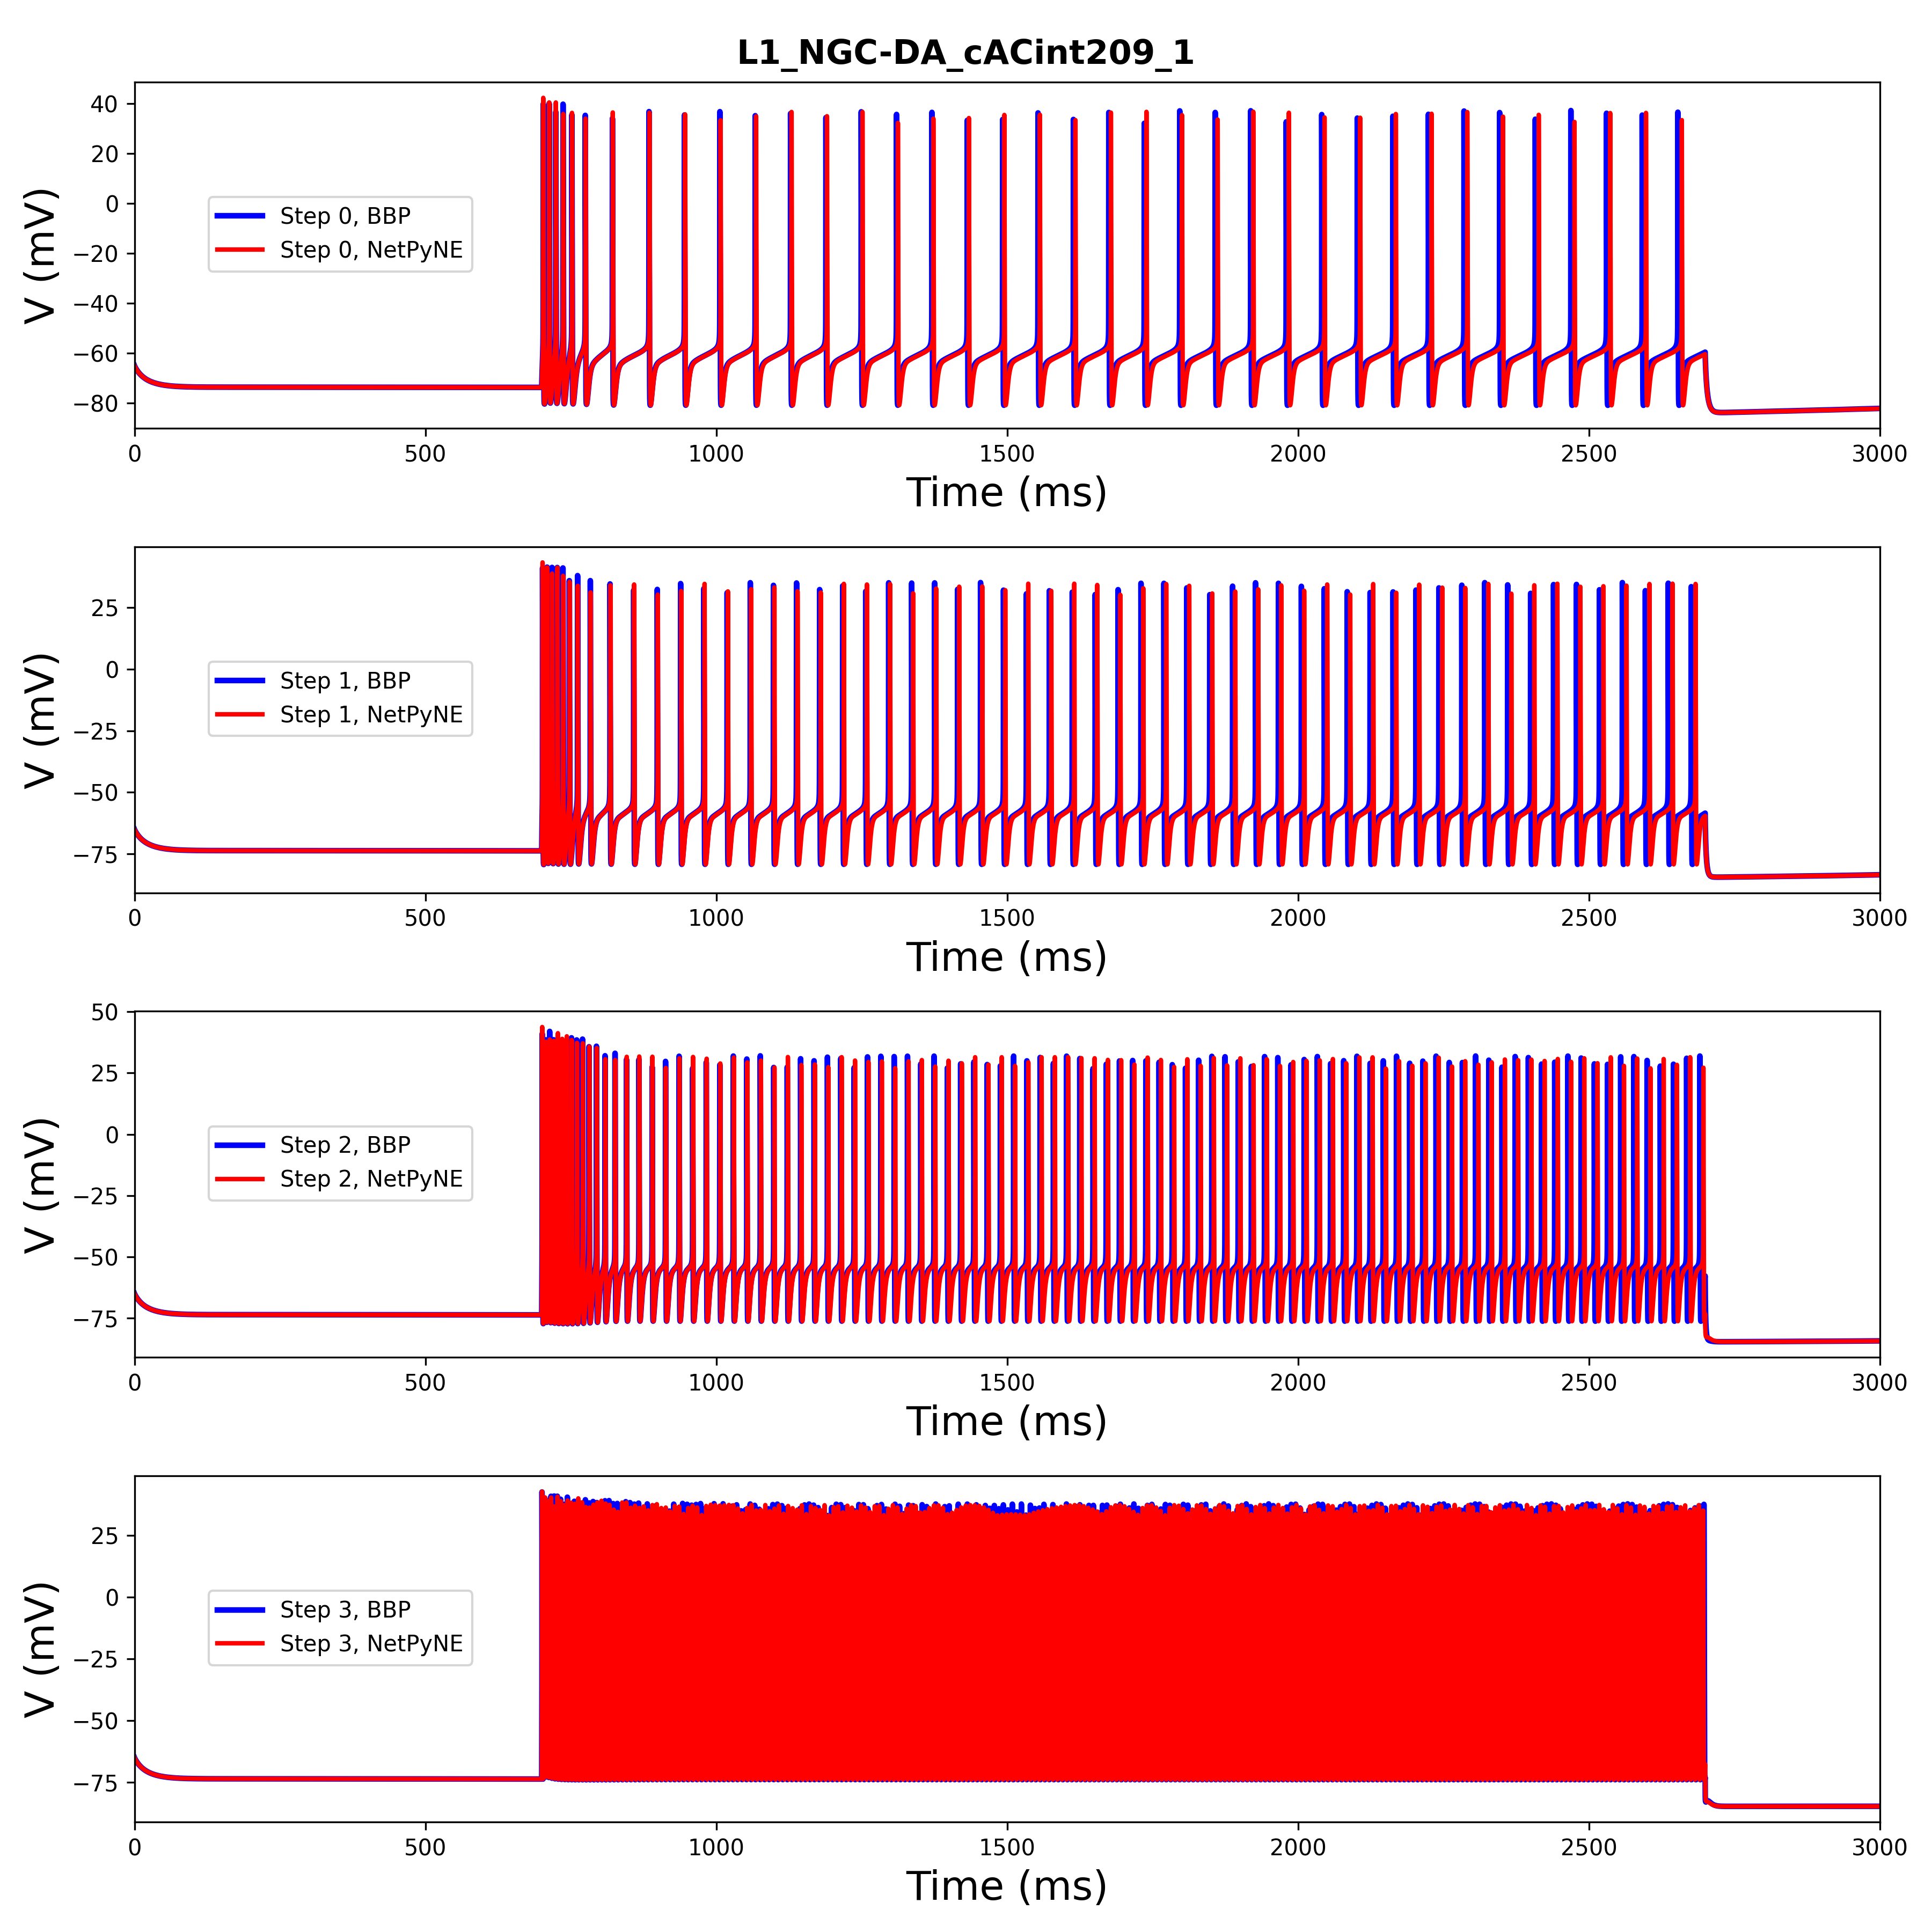 L1_NGC-DA_cACint209_1
40
20
0
−20
−40
−60
−80
V (mV)
Step 0, BBP
Step 0, NetPyNE
0 500 1000 1500 2000 2500 3000
Time (ms)
25
0
−25
−50
−75
V (mV)
Step 1, BBP
Step 1, NetPyNE
0 500 1000 1500 2000 2500 3000
Time (ms)
50
25
0
−25
−50
−75
V (mV)
Step 2, BBP
Step 2, NetPyNE
0 500 1000 1500 2000 2500 3000
Time (ms)
25
0
−25
−50
−75
V (mV)
Step 3, BBP
Step 3, NetPyNE
0 500 1000 1500 2000 2500 3000
Time (ms)